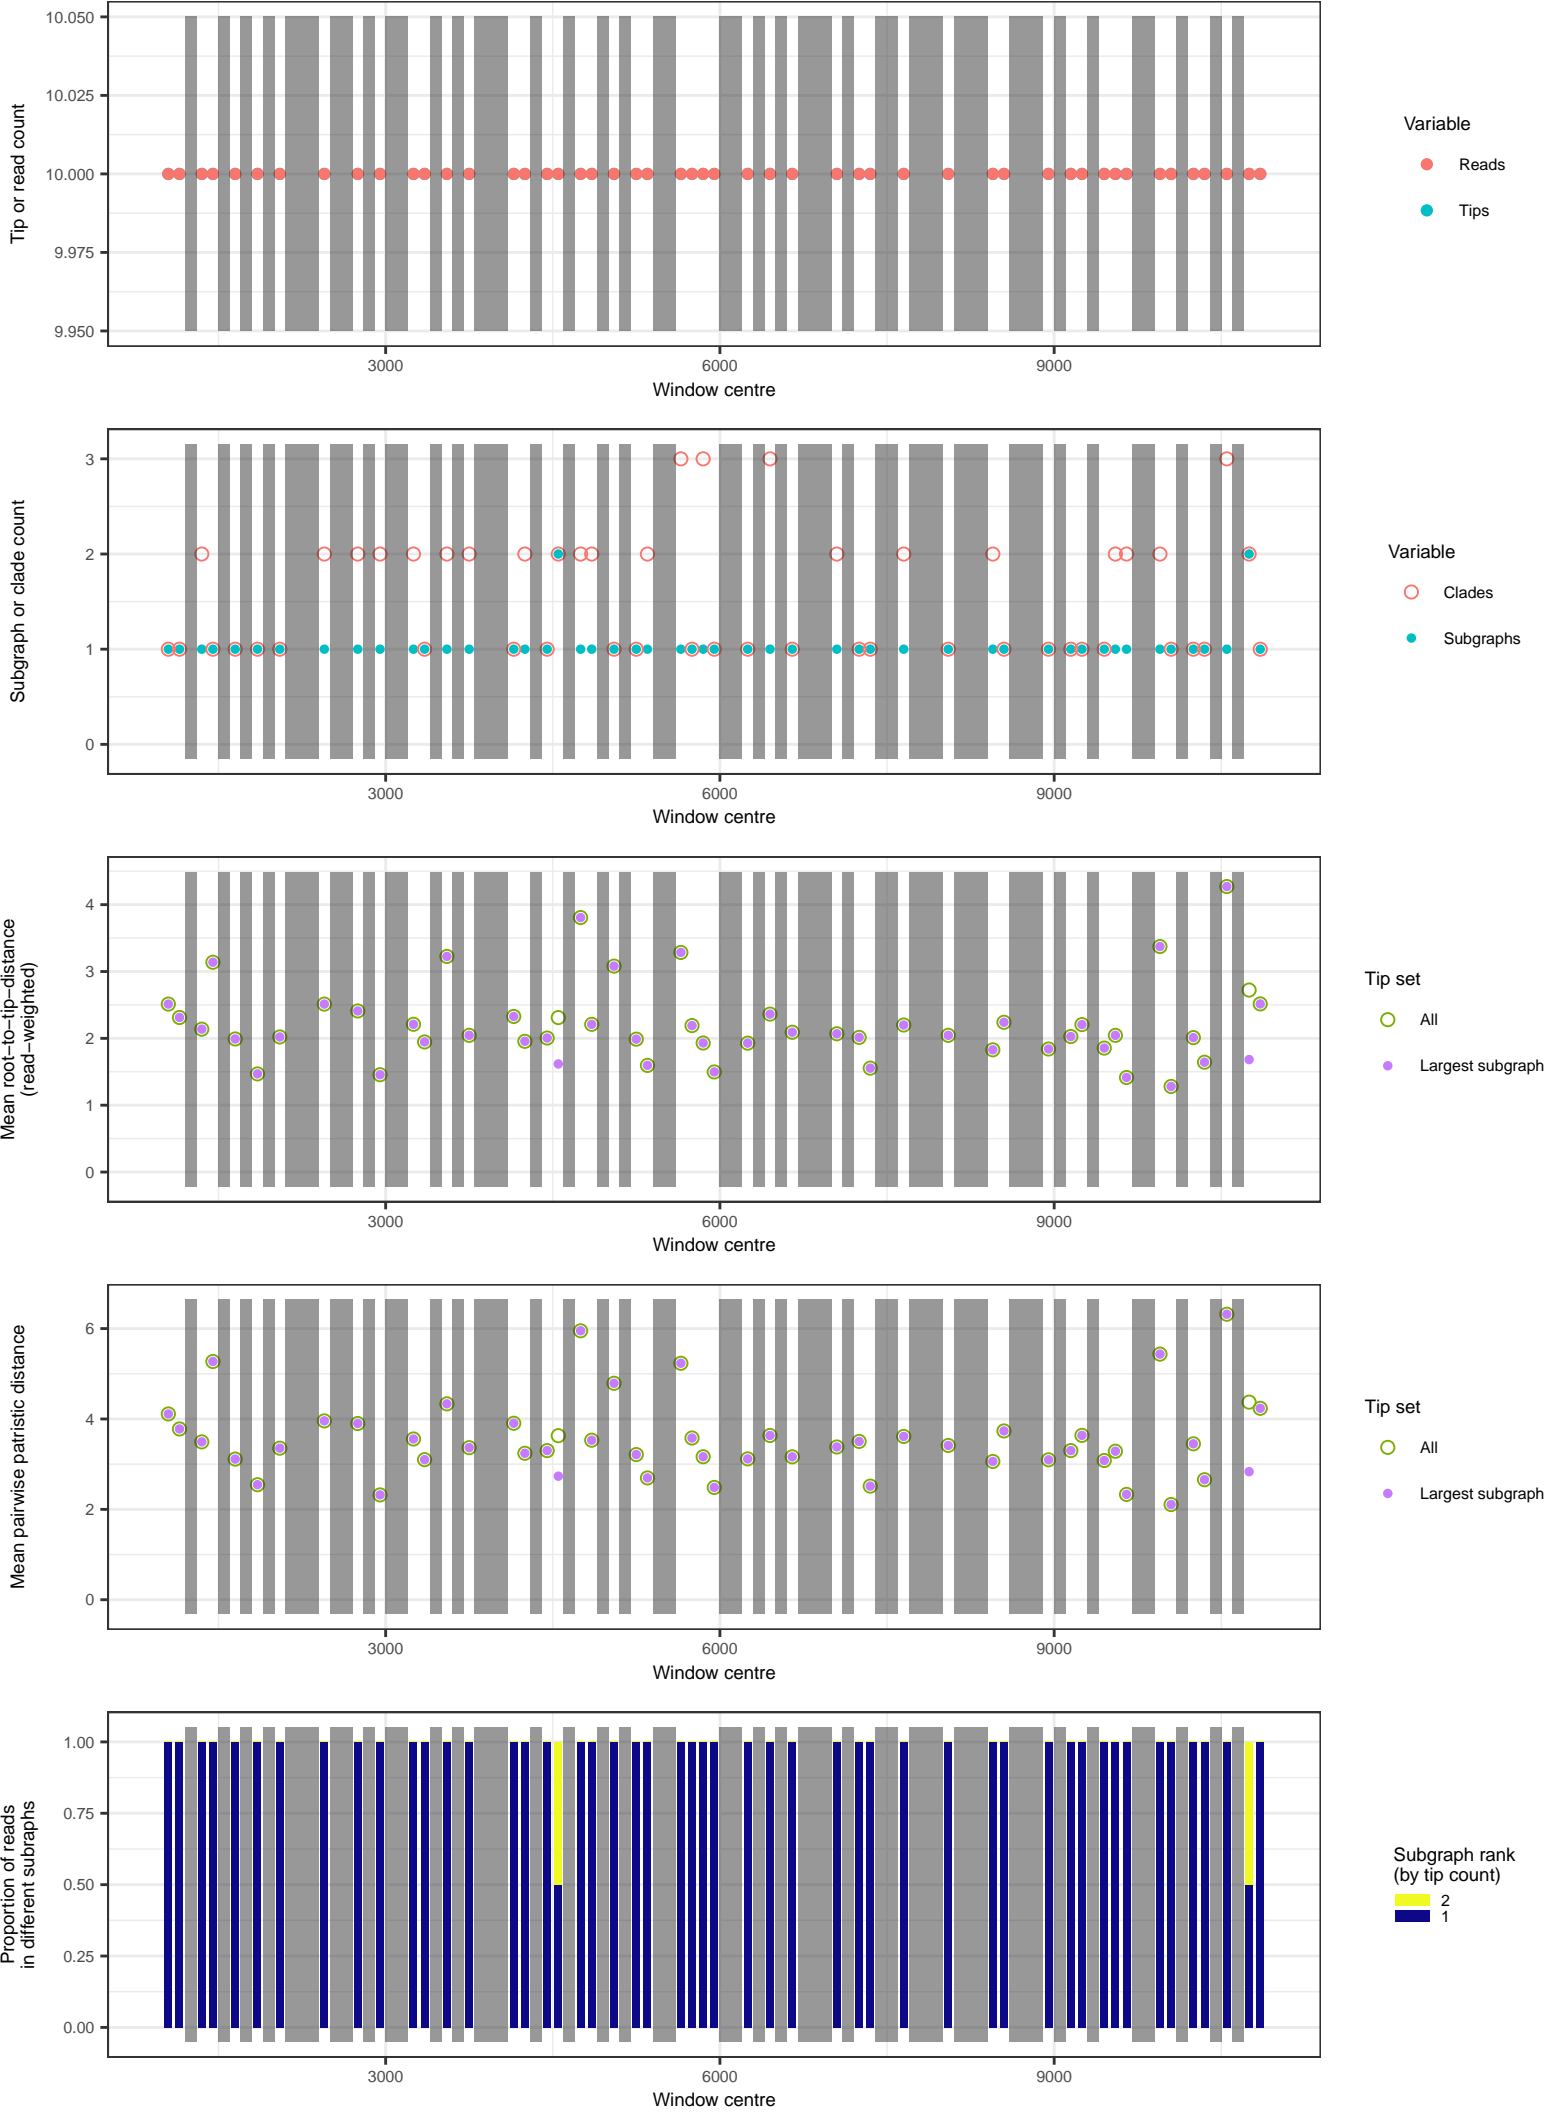 10.050
10.025
10.000
9.975
9.950
Tip or read count
3000
6000
9000
Window centre
Variable
Reads
Tips
3
2
1
0
Subgraph or clade count
3000
6000
9000
Window centre
Variable
Clades
Subgraphs
4
3
2
1
0
Mean root−to−tip−distance
(read−weighted)
3000
6000
9000
Window centre
Tip set
All
Largest subgraph
6
4
2
0
Mean pairwise patristic distance
3000
6000
9000
Window centre
Tip set
All
Largest subgraph
1.00
0.75
0.50
0.25
0.00
Proportion of reads
in different subraphs
3000
6000
9000
Window centre
Subgraph rank
(by tip count)
2
1